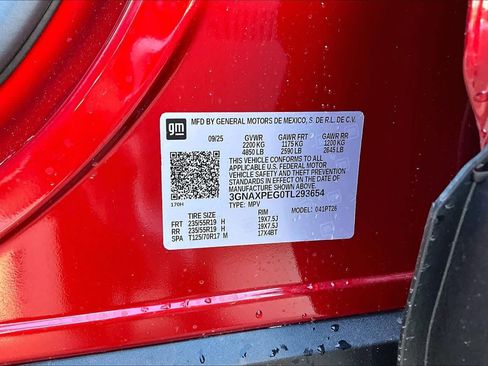 gm
MFD BY GENERAL MOTORS DE MEXICO, S. DE R.L. DE C.V.
09/25 GVWR GAWR FRT GAWR RR
2200 KG 1175 KG 1200 KG
4850 LB 2590 LB 2645 LB
THIS VEHICLE CONFORMS TO ALL
APPLICABLE U.S. FEDERAL MOTOR
VEHICLE SAFETY AND THEFT
PREVENTION STANDARDS IN
EFFECT ON THE DATE OF
MANUFACTURE SHOWN ABOVE.
3GNAXPEG0TL293654
170H TYPE: MPV
TIRE SIZE RIM MODEL: 041PT26
FRT 235/55R19 H 19X7.5J
RR 235/55R19 H 19X7.5J
SPA T125/70R17 M 17X4BT